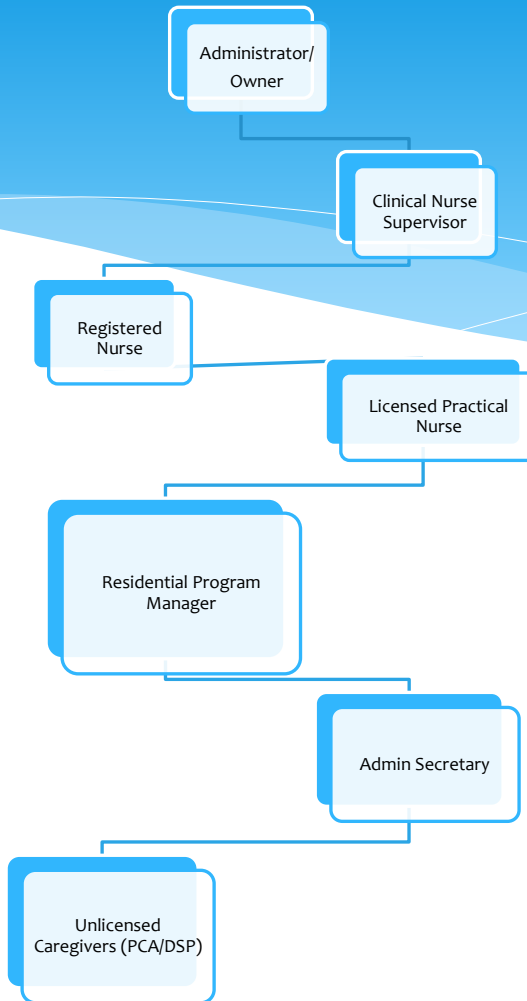 Administrator/
Owner
Clinical Nurse
Supervisor
Registered
Nurse
Licensed Practical
Nurse
Residential Program
Manager
Admin Secretary
Unlicensed
Caregivers (PCA/DSP)